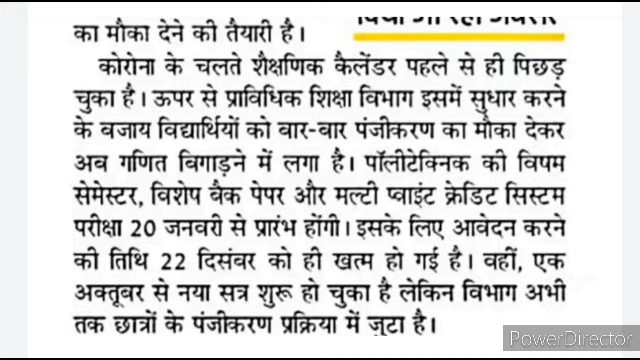 का मौका देने की तैयारी है।
कोरोना के चलते शैक्षणिक कैलेंडर पहले से ही पिछड़
चुका है। ऊपर से प्राविधिक शिक्षा विभाग इसमें सुधार करने
के बजाय विद्यार्थियों को बार-बार पंजीकरण का मौका देकर
अब गणित बिगाड़ने में लगा है। पॉलीटेक्निक की विषम
सेमेस्टर, विशेष बैक पेपर और मल्टी प्वाइंट क्रेडिट सिस्टम
परीक्षा 20 जनवरी से प्रारंभ होंगी। इसके लिए आवेदन करने
की तिथि 22 दिसंबर को ही खत्म हो गई है। वहीं, एक
अक्तूबर से नया सत्र शुरू हो चुका है लेकिन विभाग अभी
तक छात्रों के पंजीकरण प्रक्रिया में जुटा है।
PowerDirector